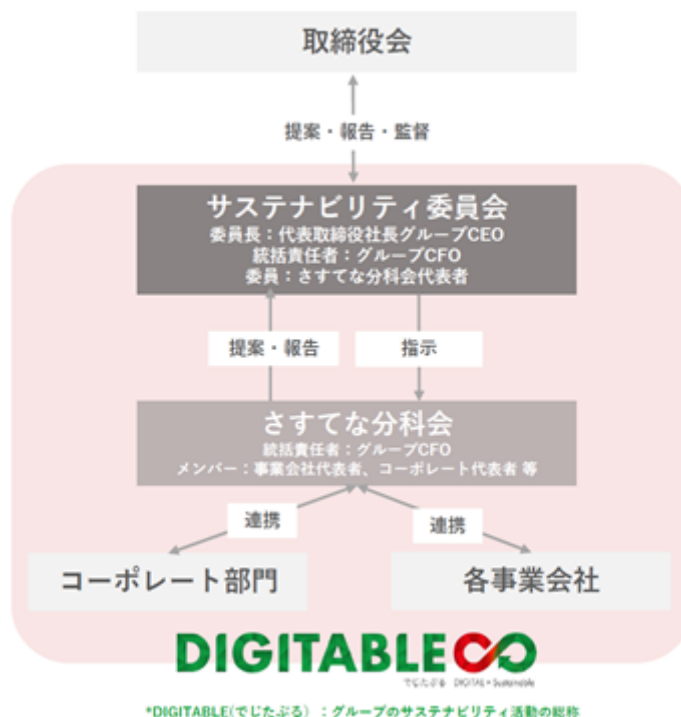 取締役会
提案・報告・監督
サステナビリティ委員会
委員長：代表取締役社長グループCEO
統括責任者：グループCFO
委員：さすてな分科会代表者
提案・報告
指示
さすてな分科会
統括責任者：グループCFO
メンバー：事業会社代表者、コーポレート代表者 等
連携
連携
コーポレート部門
各事業会社
DIGITABLE
でじたぶる DIGITAL×Sustainable
*DIGITABLE(でじたぶる）：グループのサステナビリティ活動の総称